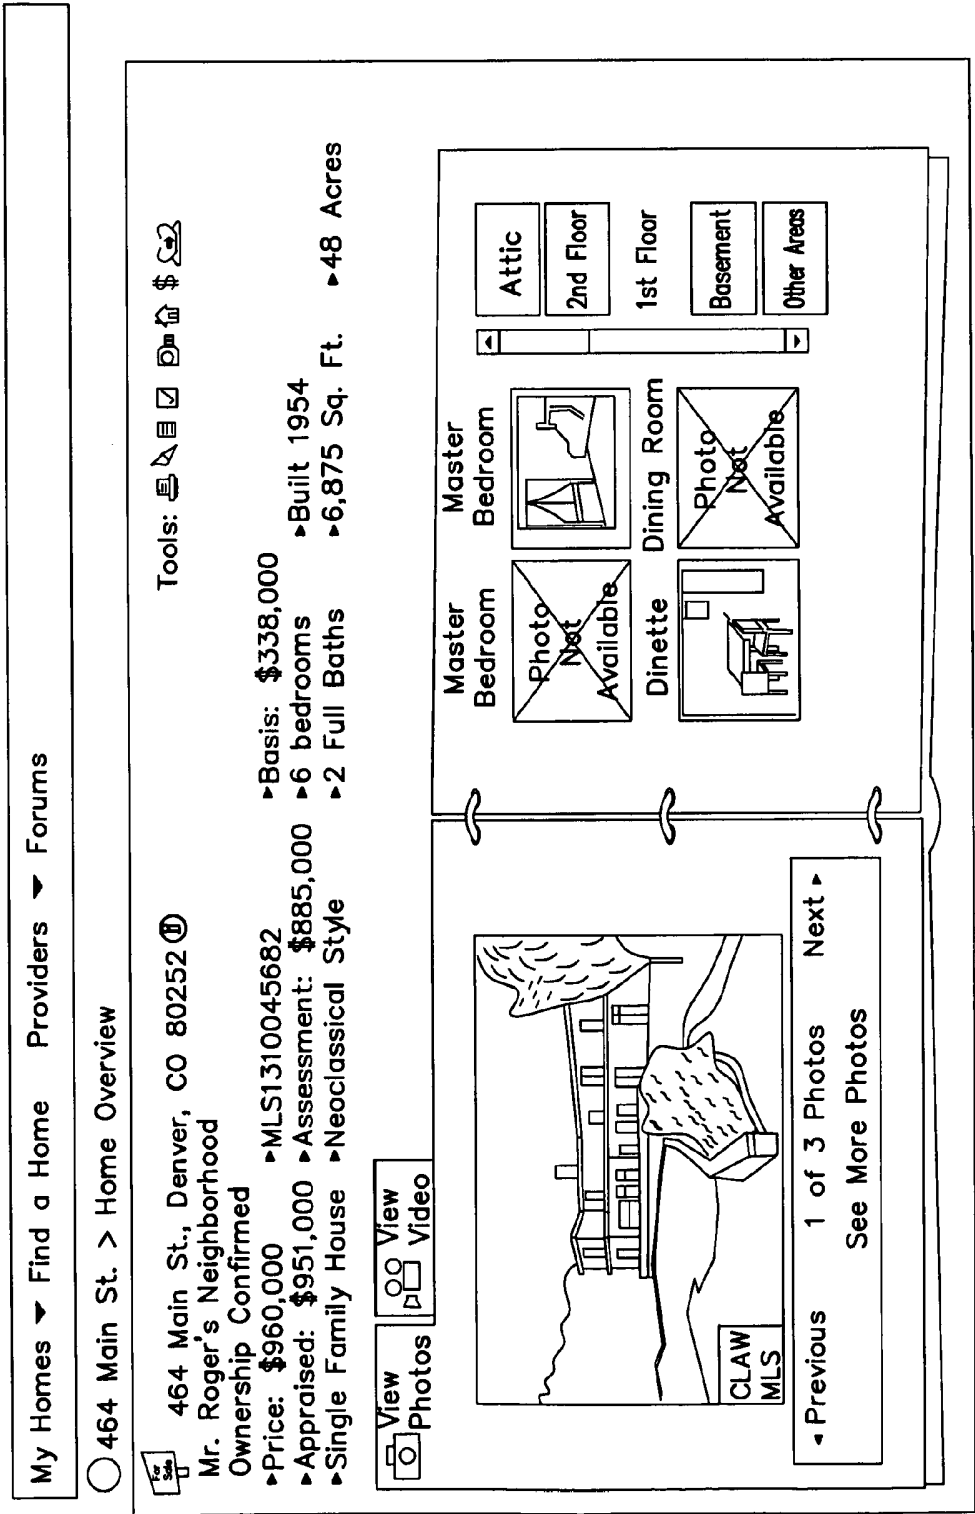 My Homes ▼ Find a Home Providers ▼ Forums
464 Main St. > Home Overview
For Sale
464 Main St., Denver, CO 80252 H
Tools: $
Mr. Roger's Neighborhood
Ownership Confirmed
▸Price: $960,000 ▸MLS1310045682 ▸Basis: $338,000
▸Appraised: $951,000 ▸Assessment: $885,000 ▸6 bedrooms ▸Built 1954
▸Single Family House ▸Neoclassical Style ▸2 Full Baths ▸6,875 Sq. Ft. ▸48 Acres
View Photos
View Video
CLAW
MLS
◂Previous 1 of 3 Photos Next▸
See More Photos
Master Bedroom
Photo
Not
Available
Master Bedroom
Dinette
Dining Room
Photo
Not
Available
Attic
2nd Floor
1st Floor
Basement
Other Areas